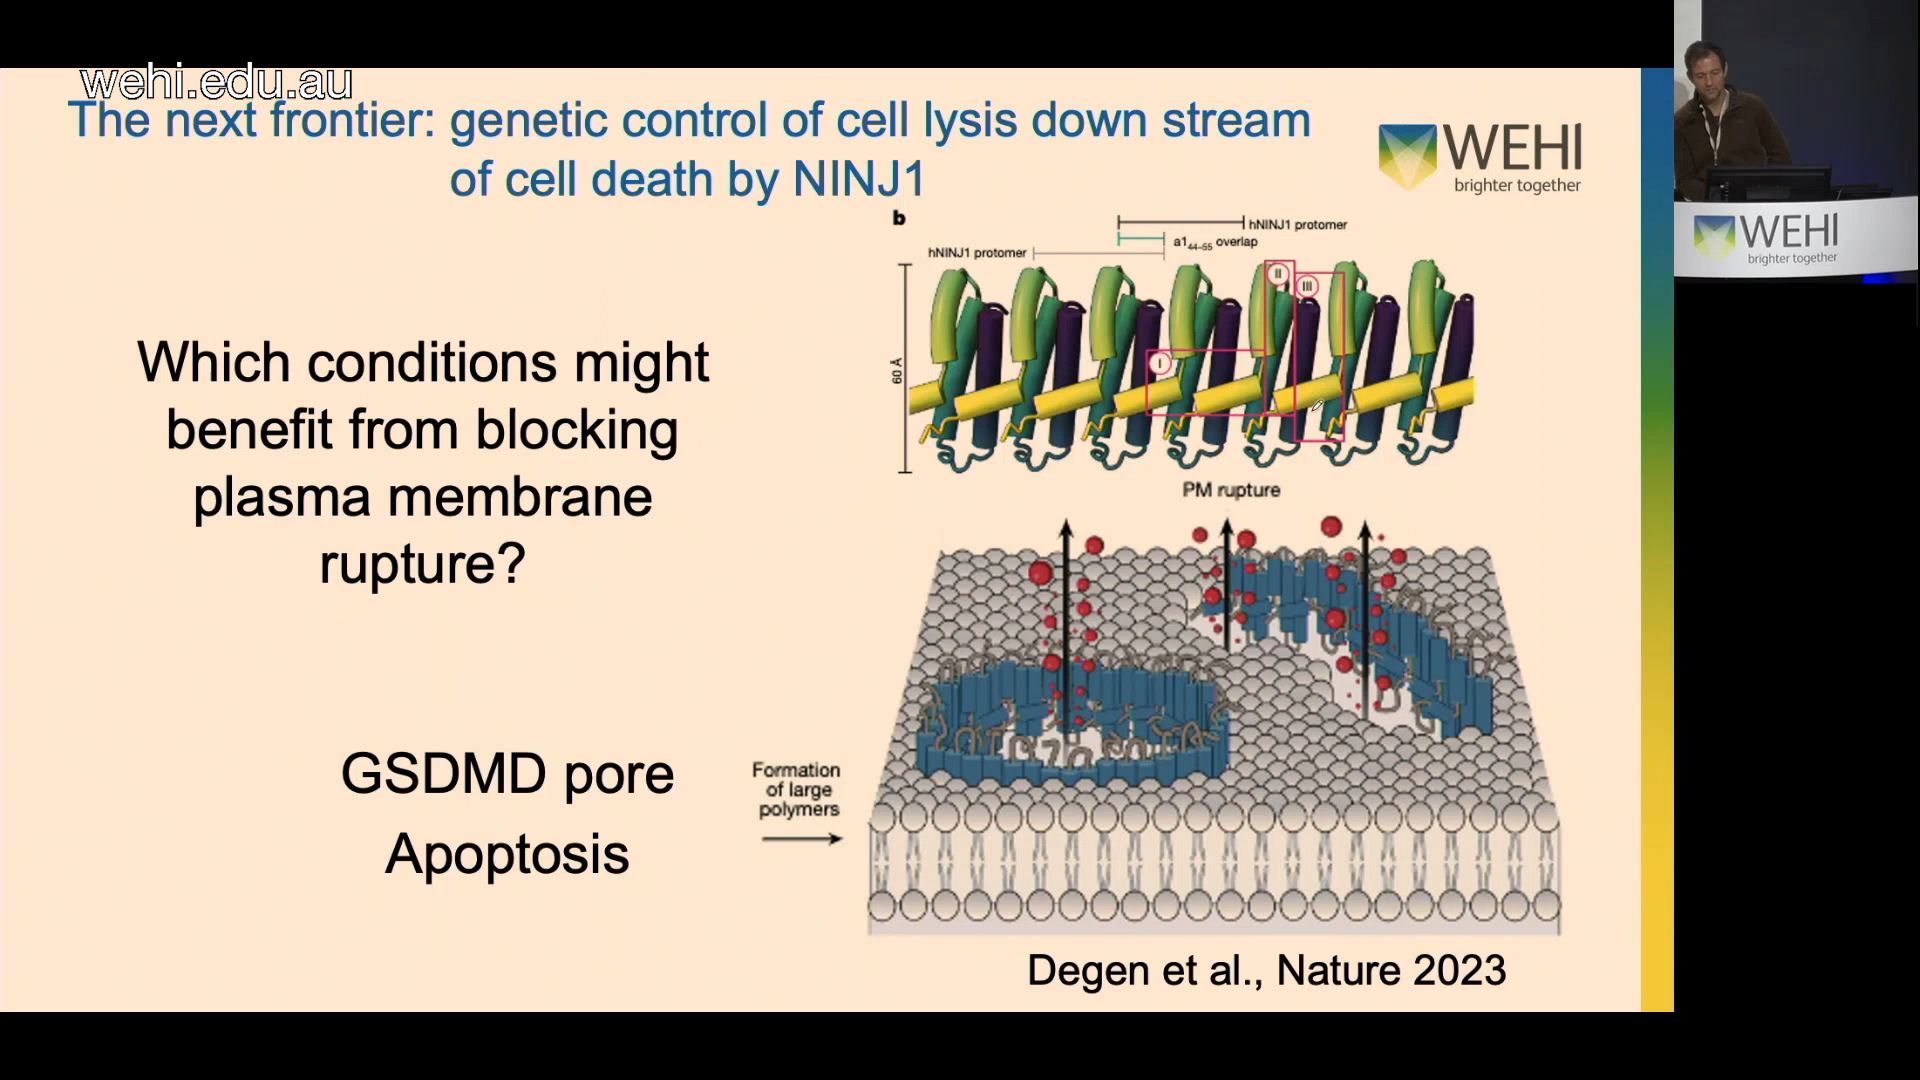 wehi.edu.au
The next frontier: genetic control of cell lysis down stream
of cell death by NINJ1
WEHI
brighter together
b
hNINJ1 protomer
a1 44–55 overlap
hNINJ1 protomer
II
III
I
60 Å
Which conditions might
benefit from blocking
plasma membrane
rupture?
PM rupture
GSDMD pore
Apoptosis
Formation
of large
polymers
Degen et al., Nature 2023
WEHI
brighter together